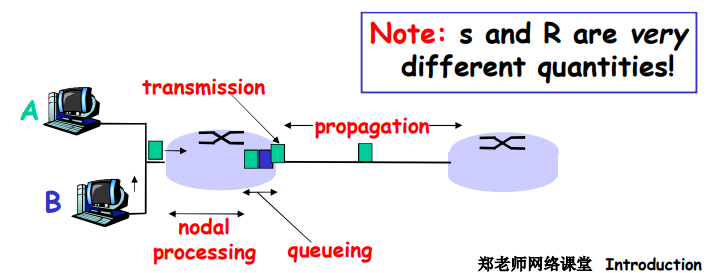 Note: s and R are very
different quantities!
transmission
A
propagation
B
nodal
processing
queueing
郑老师网络课堂 Introduction